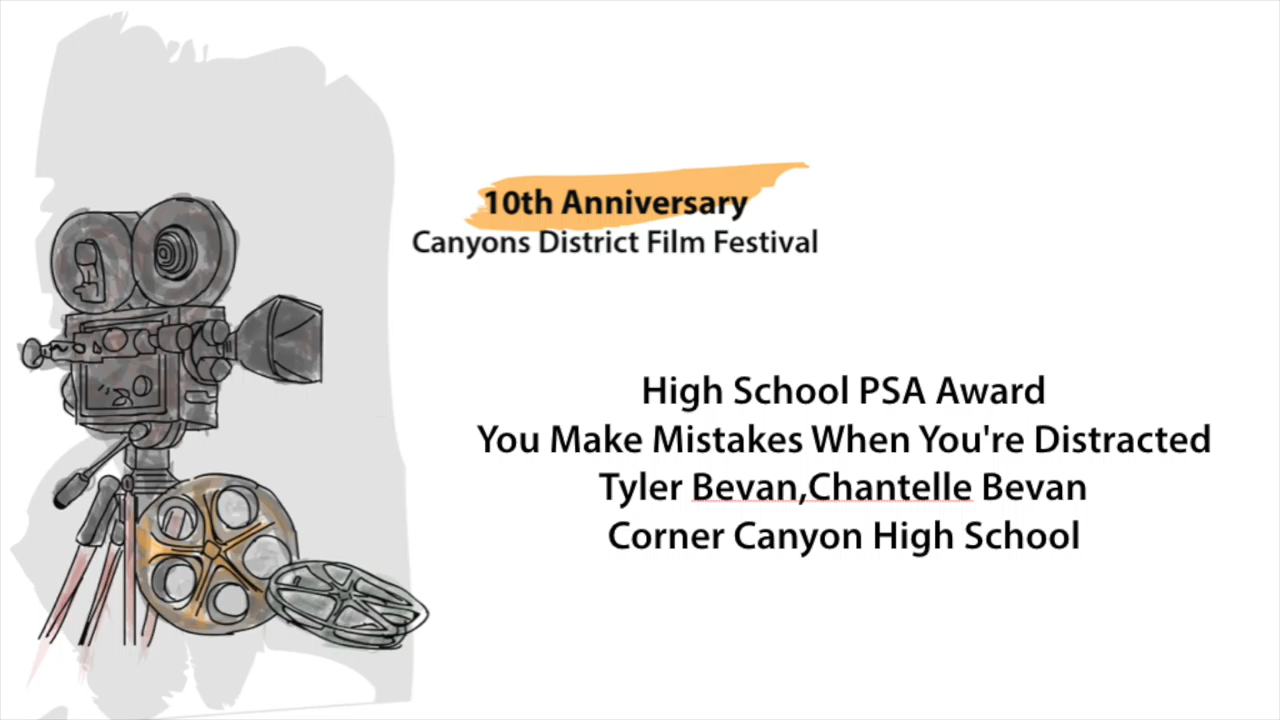 10th Anniversary
Canyons District Film Festival
High School PSA Award
You Make Mistakes When You're Distracted
Tyler Bevan,Chantelle Bevan
Corner Canyon High School